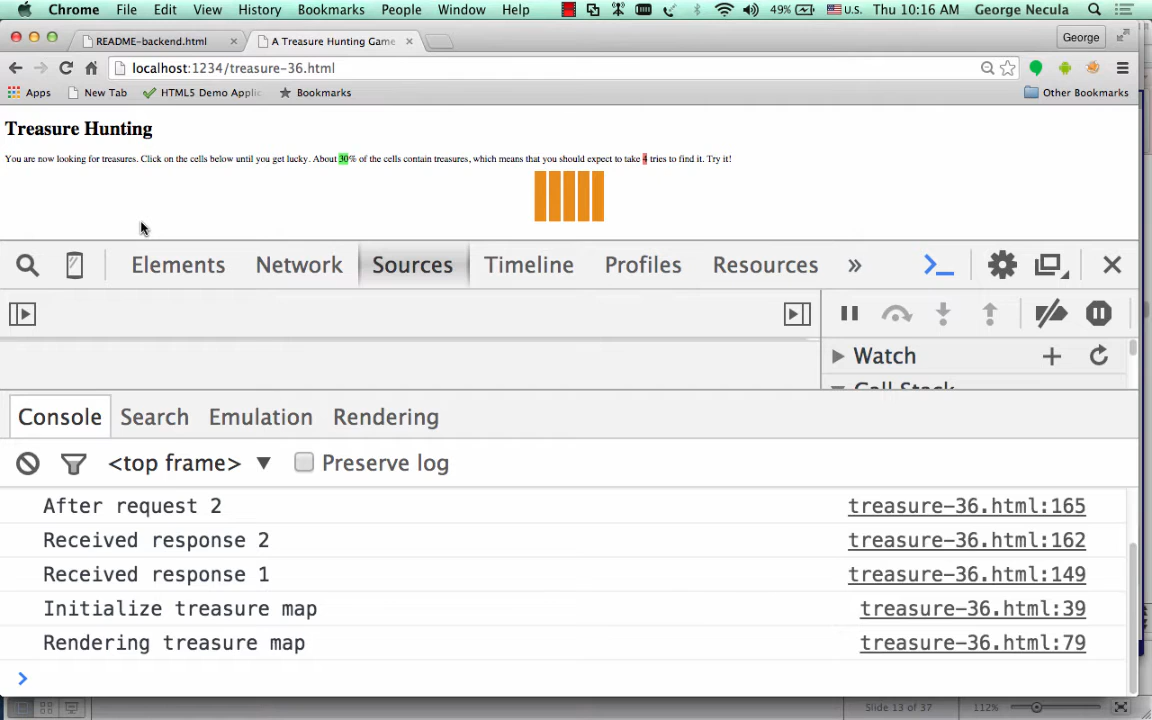 Chrome File Edit View History Bookmarks People Window Help 49% U.S. Thu 10:16 AM George Necula
README-backend.html A Treasure Hunting Game George
localhost:1234/treasure-36.html
Apps New Tab HTML5 Demo Applic Bookmarks Other Bookmarks
Treasure Hunting
You are now looking for treasures. Click on the cells below until you get lucky. About 30% of the cells contain treasures, which means that you should expect to take 4 tries to find it. Try it!
Elements Network Sources Timeline Profiles Resources »
Watch
Call Stack
Console Search Emulation Rendering
<top frame> ▼ Preserve log
After request 2 treasure-36.html:165
Received response 2 treasure-36.html:162
Received response 1 treasure-36.html:149
Initialize treasure map treasure-36.html:39
Rendering treasure map treasure-36.html:79
Slide 13 of 37 112%